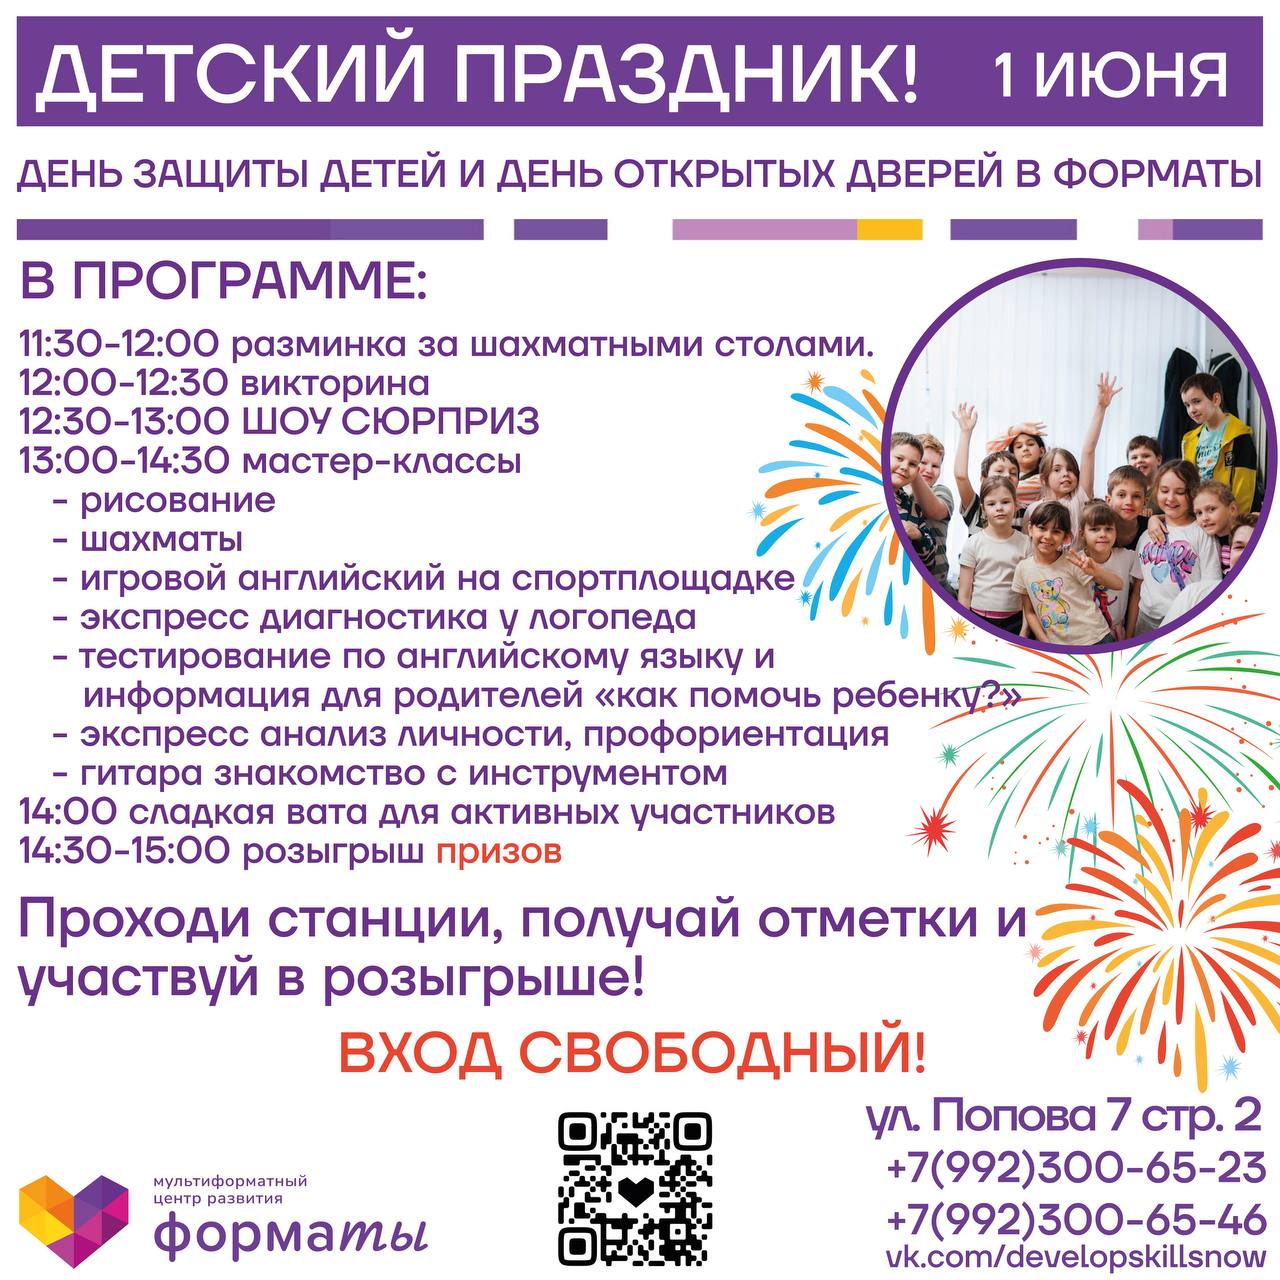 ДЕТСКИЙ ПРАЗДНИК! 1 ИЮНЯ
ДЕНЬ ЗАЩИТЫ ДЕТЕЙ И ДЕНЬ ОТКРЫТЫХ ДВЕРЕЙ В ФОРМАТЫ
В ПРОГРАММЕ:
11:30-12:00 разминка за шахматными столами.
12:00-12:30 викторина
12:30-13:00 ШОУ СЮРПРИЗ
13:00-14:30 мастер-классы
- рисование
- шахматы
- игровой английский на спортплощадке
- экспресс диагностика у логопеда
- тестирование по английскому языку и
информация для родителей «как помочь ребенку?»
- экспресс анализ личности, профориентация
- гитара знакомство с инструментом
14:00 сладкая вата для активных участников
14:30-15:00 розыгрыш призов
Проходи станции, получай отметки и
участвуй в розыгрыше!
ВХОД СВОБОДНЫЙ!
ул. Попова 7 стр. 2
+7(992)300-65-23
+7(992)300-65-46
vk.com/developskillsnow
мультиформатный
центр развития
форматы